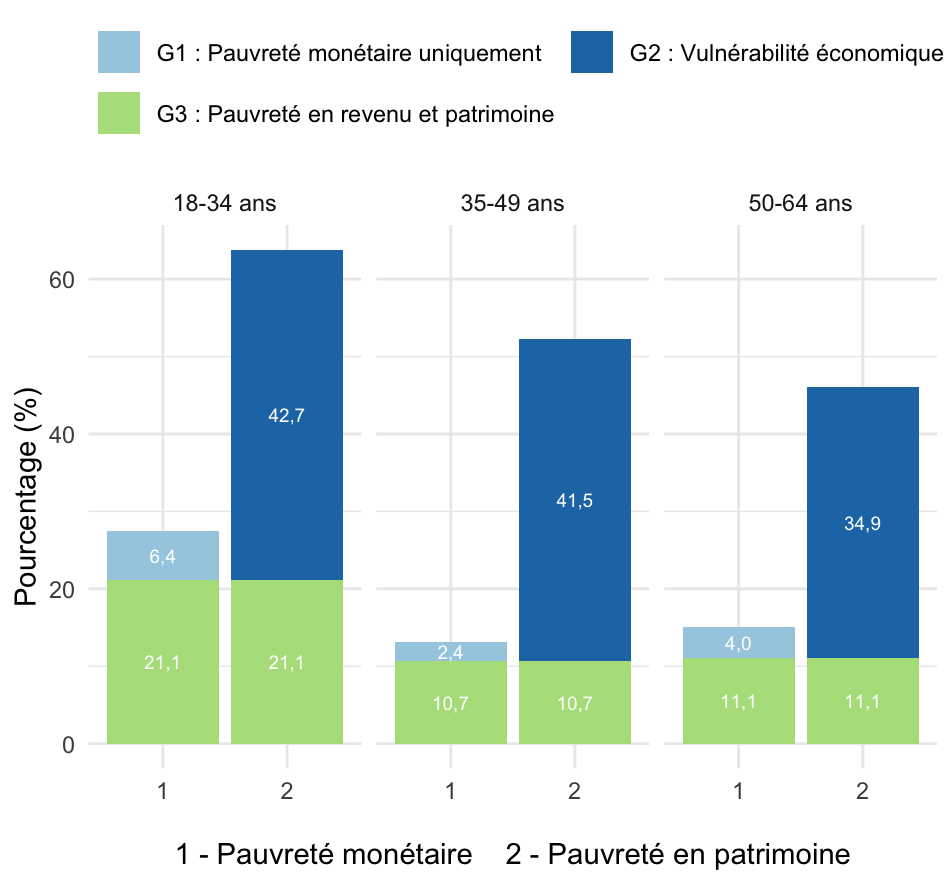 G1 : Pauvreté monétaire uniquement
G2 : Vulnérabilité économique
G3 : Pauvreté en revenu et patrimoine
18-34 ans
35-49 ans
50-64 ans
Pourcentage (%)
60
40
20
0
42,7
6,4
21,1
21,1
41,5
2,4
10,7
10,7
34,9
4,0
11,1
11,1
1
2
1
2
1
2
1 - Pauvreté monétaire    2 - Pauvreté en patrimoine